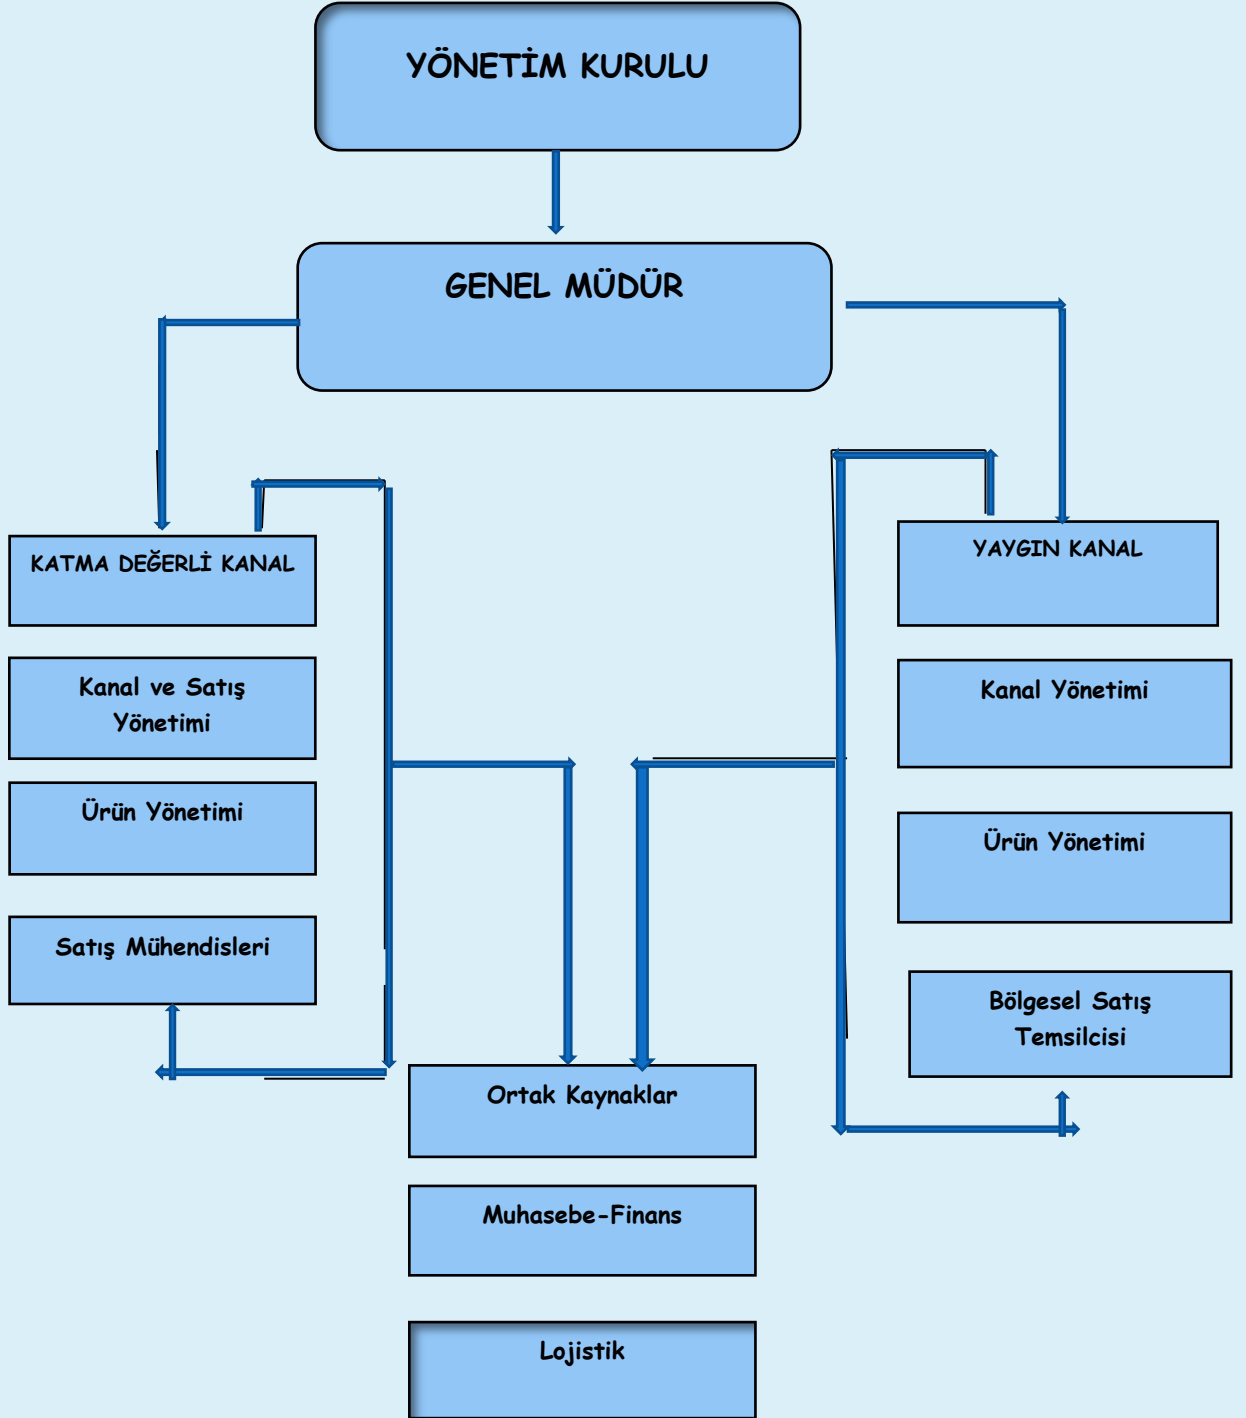 YÖNETİM KURULU
GENEL MÜDÜR
KATMA DEĞERLİ KANAL
Kanal ve Satış
Yönetimi
Ürün Yönetimi
Satış Mühendisleri
YAYGIN KANAL
Kanal Yönetimi
Ürün Yönetimi
Bölgesel Satış
Temsilcisi
Ortak Kaynaklar
Muhasebe-Finans
Lojistik